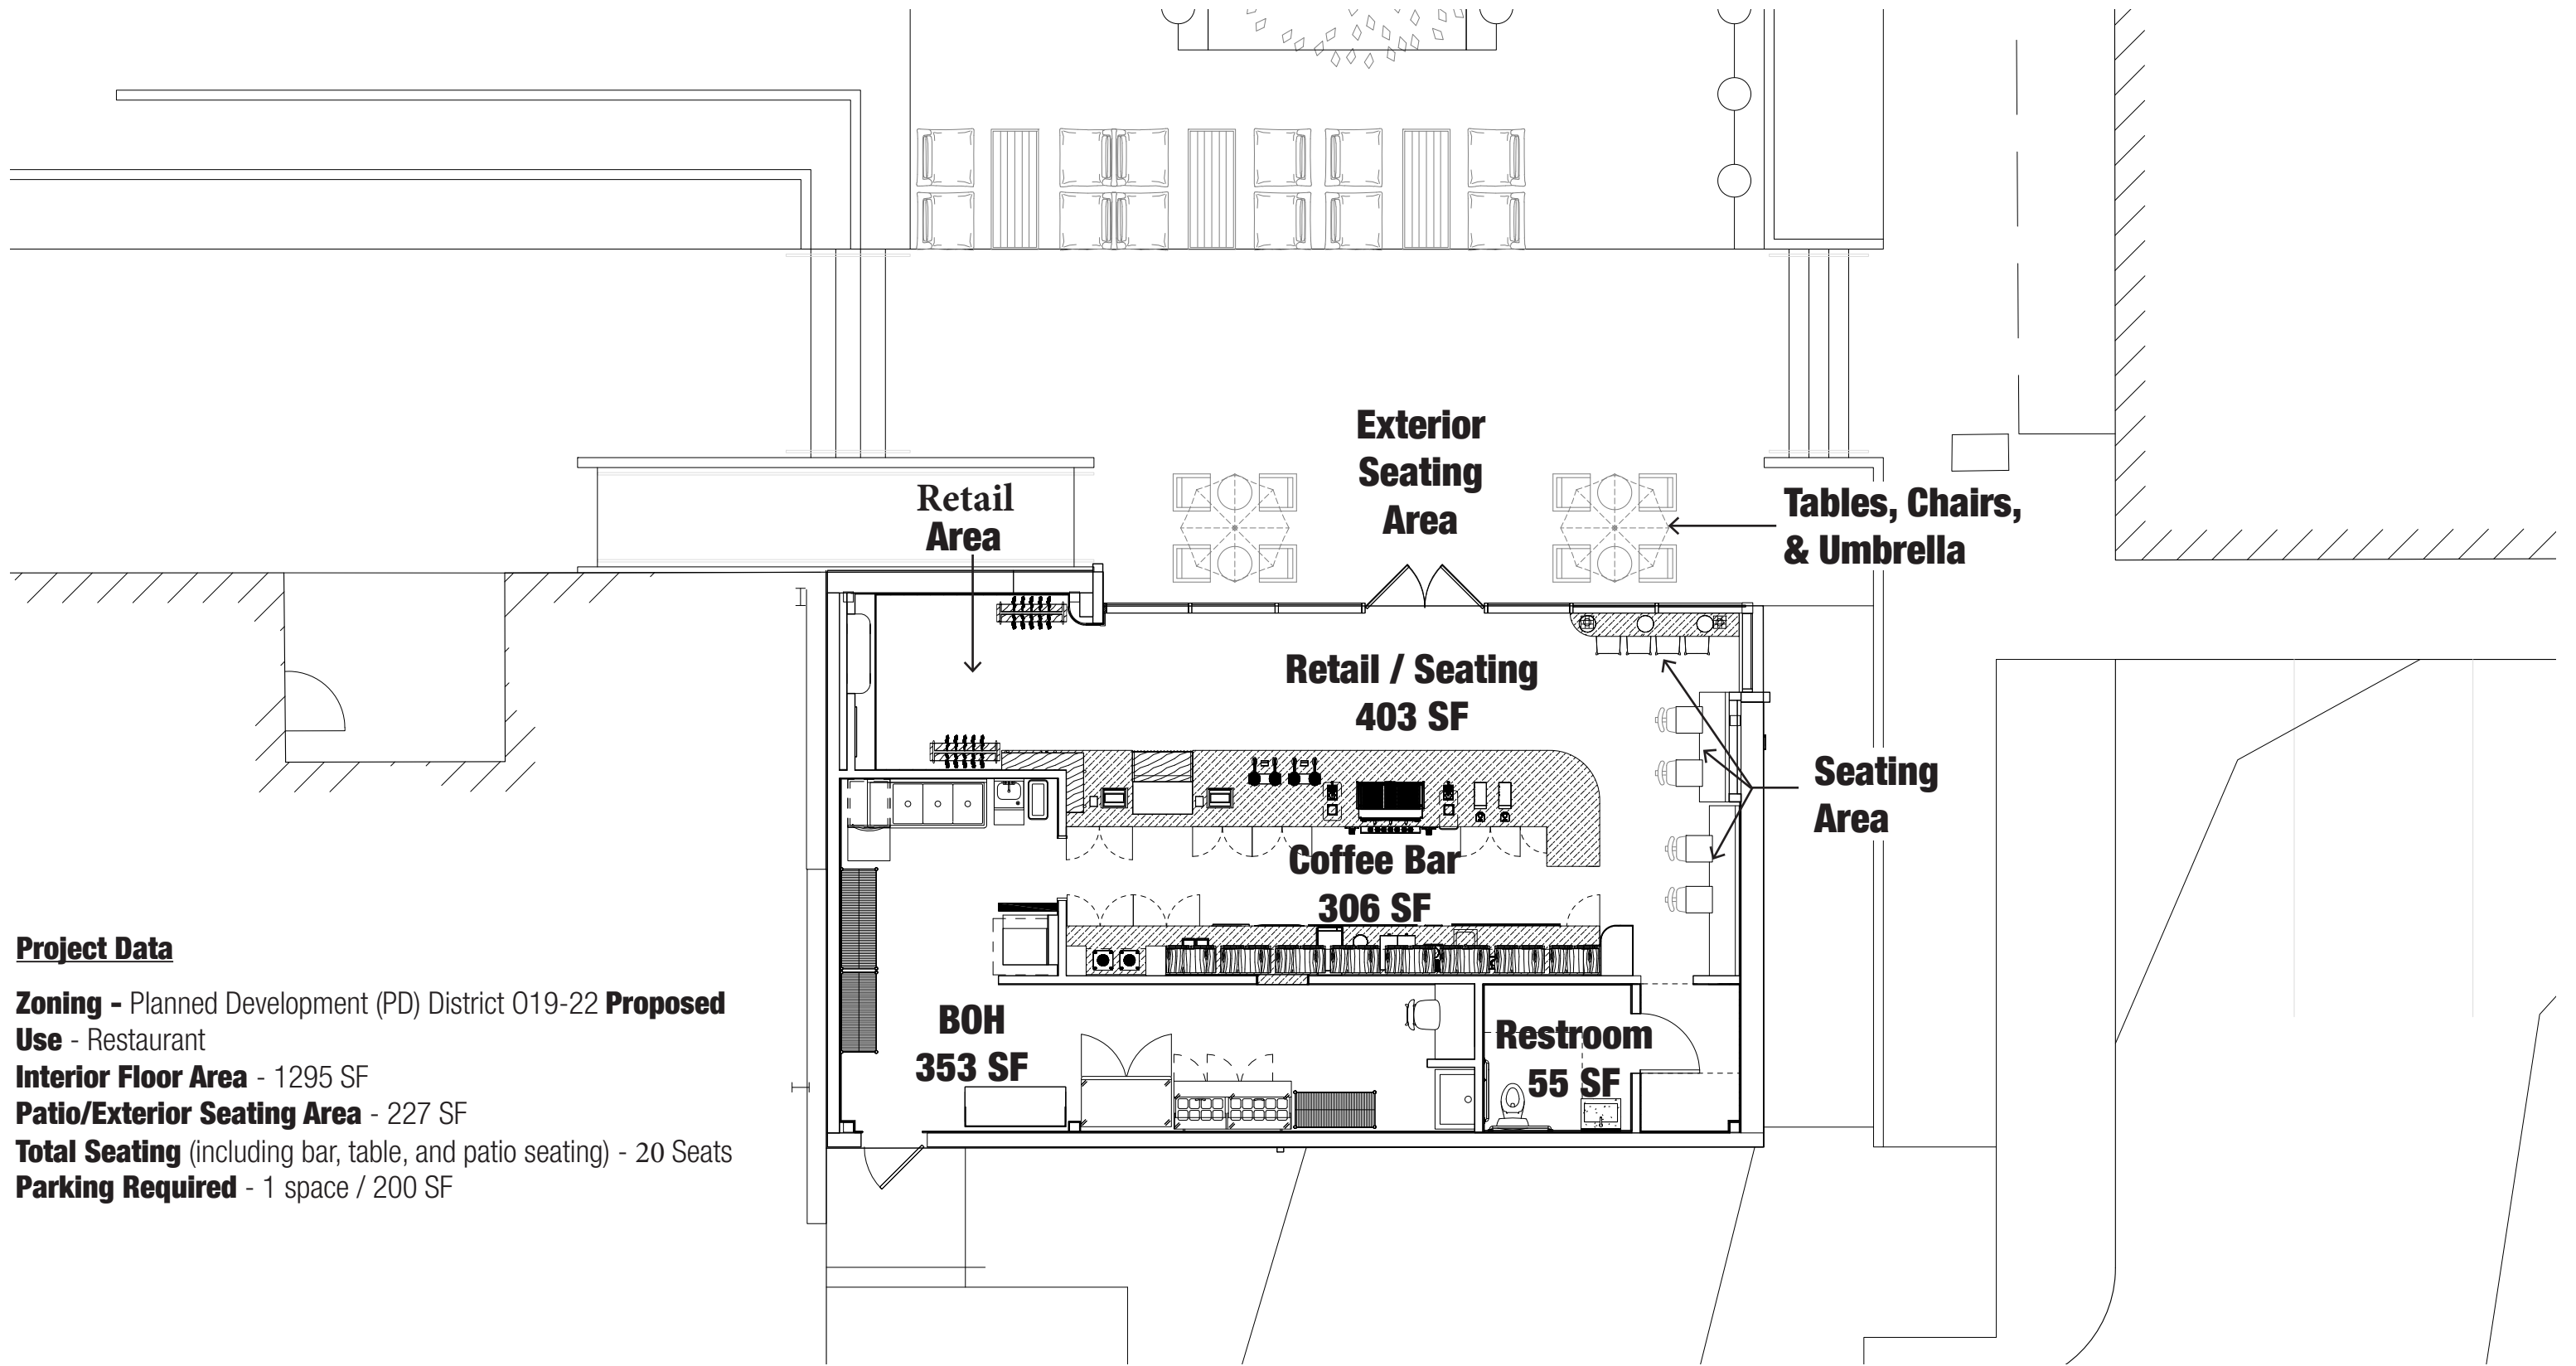 Exterior
Seating
Area
Retail
Area
Tables, Chairs,
& Umbrella
Retail / Seating
403 SF
Seating
Area
Coffee Bar
306 SF
BOH
353 SF
Restroom
55 SF
Project Data
Zoning - Planned Development (PD) District O19-22 Proposed
Use - Restaurant
Interior Floor Area - 1295 SF
Patio/Exterior Seating Area - 227 SF
Total Seating (including bar, table, and patio seating) - 20 Seats
Parking Required - 1 space / 200 SF